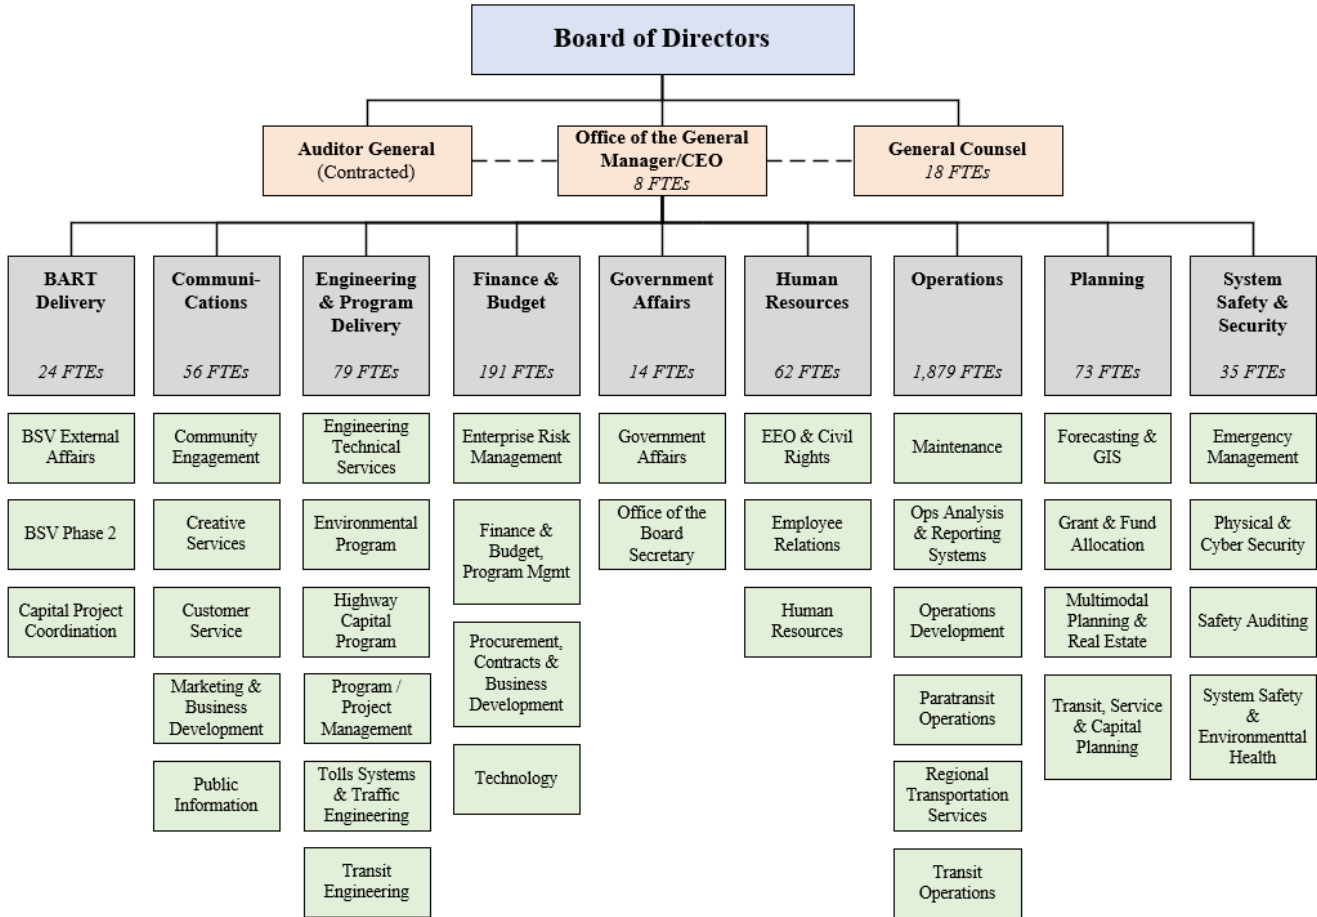 Board of Directors
Auditor General
(Contracted)
Office of the General
Manager/CEO
8 FTEs
General Counsel
18 FTEs
BART
Delivery
24 FTEs
Communi-
Cations
56 FTEs
Engineering
& Program
Delivery
79 FTEs
Finance &
Budget
191 FTEs
Government
Affairs
14 FTEs
Human
Resources
62 FTEs
Operations
1,879 FTEs
Planning
73 FTEs
System
Safety &
Security
35 FTEs
BSV External
Affairs
BSV Phase 2
Capital Project
Coordination
Community
Engagement
Creative
Services
Customer
Service
Marketing &
Business
Development
Public
Information
Engineering
Technical
Services
Environmental
Program
Highway
Capital
Program
Program /
Project
Management
Tolls Systems
& Traffic
Engineering
Transit
Engineering
Enterprise Risk
Management
Finance &
Budget,
Program Mgmt
Procurement,
Contracts &
Business
Development
Technology
Government
Affairs
Office of the
Board
Secretary
EEO & Civil
Rights
Employee
Relations
Human
Resources
Maintenance
Ops Analysis
& Reporting
Systems
Operations
Development
Paratransit
Operations
Regional
Transportation
Services
Transit
Operations
Forecasting &
GIS
Grant & Fund
Allocation
Multimodal
Planning &
Real Estate
Transit, Service
& Capital
Planning
Emergency
Management
Physical &
Cyber Security
Safety Auditing
System Safety
&
Environmenttal
Health